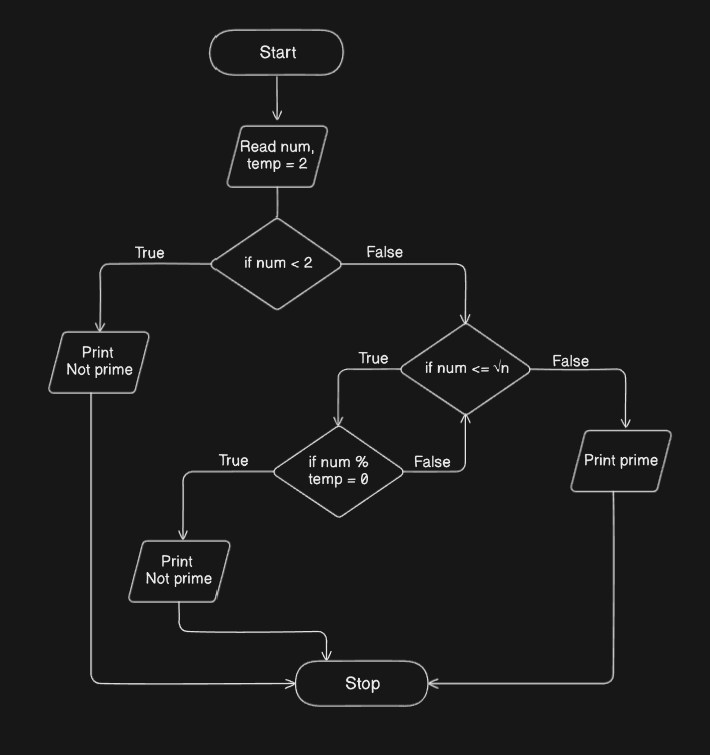 Start
Read num,
temp = 2
if num < 2
True
False
Print
Not prime
if num <= √n
True
False
if num %
temp = 0
True
False
Print prime
Print
Not prime
Stop